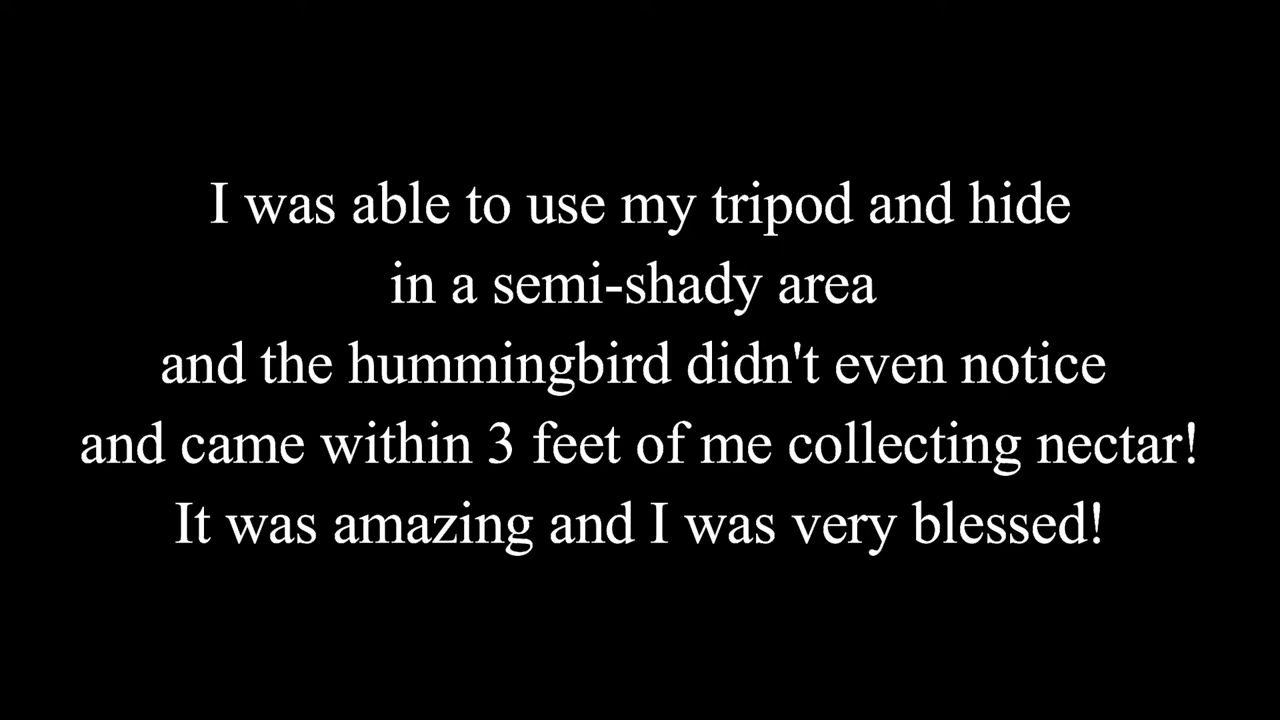 I was able to use my tripod and hide
in a semi-shady area
and the hummingbird didn't even notice
and came within 3 feet of me collecting nectar!
It was amazing and I was very blessed!